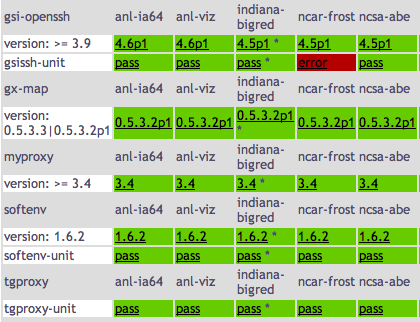 gsi-openssh anl-ia64 anl-viz indiana-bigred ncar-frost ncsa-abe
version: >= 3.9 4.6p1 4.6p1 4.5p1 * 4.5p1 4.5p1
gsissh-unit pass pass pass * error pass
gx-map anl-ia64 anl-viz indiana-bigred ncar-frost ncsa-abe
version: 0.5.3.3|0.5.3.2p1 0.5.3.2p1 0.5.3.2p1 0.5.3.2p1 * 0.5.3.2p1 0.5.3.2p1
myproxy anl-ia64 anl-viz indiana-bigred ncar-frost ncsa-abe
version: >= 3.4 3.4 3.4 3.4 * 3.4 3.4
softenv anl-ia64 anl-viz indiana-bigred ncar-frost ncsa-abe
version: 1.6.2 1.6.2 1.6.2 1.6.2 * 1.6.2 1.6.2
softenv-unit pass pass pass * pass pass
tgproxy anl-ia64 anl-viz indiana-bigred ncar-frost ncsa-abe
tgproxy-unit pass pass pass * pass pass